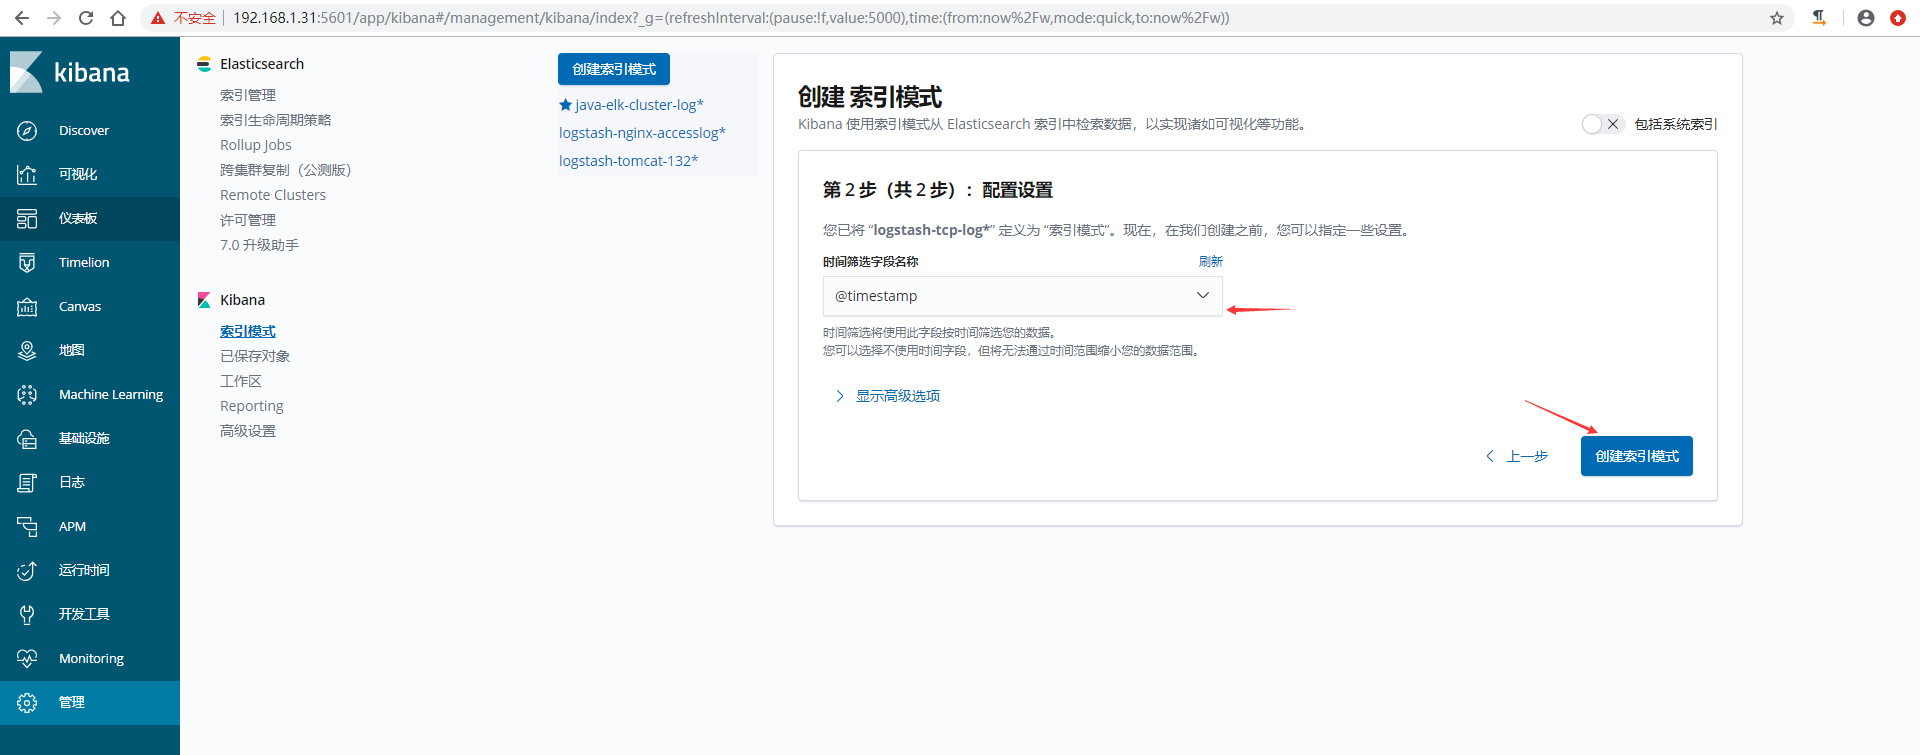 不安全
192.168.1.31:5601/app/kibana#/management/kibana/index?_g=(refreshInterval:(pause:!f,value:5000),time:(from:now%2Fw,mode:quick,to:now%2Fw))
kibana
Discover
可视化
仪表板
Timelion
Canvas
地图
Machine Learning
基础设施
日志
APM
运行时间
开发工具
Monitoring
管理
Elasticsearch
索引管理
索引生命周期策略
Rollup Jobs
跨集群复制（公测版）
Remote Clusters
许可管理
7.0 升级助手
Kibana
索引模式
已保存对象
工作区
Reporting
高级设置
创建索引模式
java-elk-cluster-log*
logstash-nginx-accesslog*
logstash-tomcat-132*
创建 索引模式
Kibana 使用索引模式从 Elasticsearch 索引中检索数据，以实现诸如可视化等功能。
包括系统索引
第 2 步（共 2 步）：配置设置
您已将 “logstash-tcp-log*” 定义为 “索引模式”。现在，在我们创建之前，您可以指定一些设置。
时间筛选字段名称
刷新
@timestamp
时间筛选将使用此字段按时间筛选您的数据。
您可以选择不使用时间字段，但将无法通过时间范围缩小您的数据范围。
显示高级选项
上一步
创建索引模式